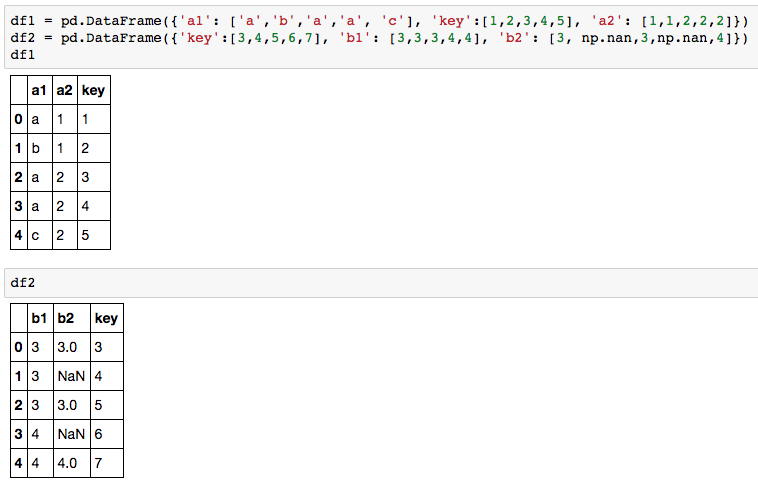 df1 = pd.DataFrame({'a1': ['a','b','a','a', 'c'], 'key':[1,2,3,4,5], 'a2': [1,1,2,2,2]})
df2 = pd.DataFrame({'key':[3,4,5,6,7], 'b1': [3,3,3,4,4], 'b2': [3, np.nan,3,np.nan,4]})
df1
a1 a2 key
0 a 1 1
1 b 1 2
2 a 2 3
3 a 2 4
4 c 2 5
df2
b1 b2 key
0 3 3.0 3
1 3 NaN 4
2 3 3.0 5
3 4 NaN 6
4 4 4.0 7